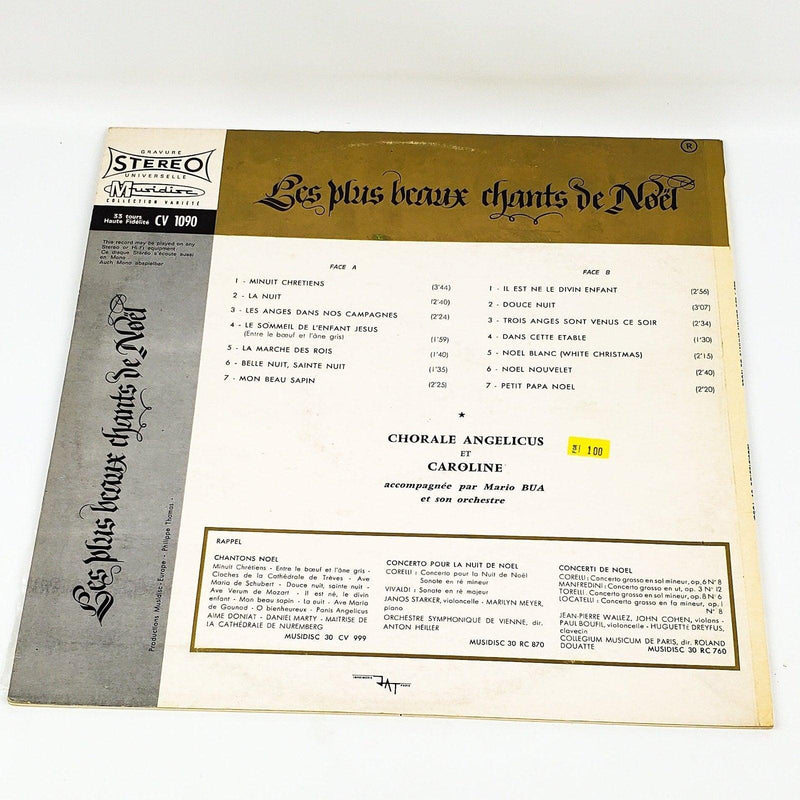 GRAVURE
STEREO
UNIVERSELLE
Musidisc
COLLECTION VARIÉTÉ
33 tours
Haute Fidélité CV 1090
This record may be played on any
Stereo or Hi-Fi equipment
Ce disque Stéréo s'écoute aussi
en Mono
Auch Mono abspielbar
Les plus beaux chants de Noël
Productions Musidisc-Europe - Philippe Thomas -
R
Les plus beaux chants de Noël
FACE A
1 - MINUIT CHRETIENS (3'44)
2 - LA NUIT (2'40)
3 - LES ANGES DANS NOS CAMPAGNES (2'24)
4 - LE SOMMEIL DE L'ENFANT JESUS
(Entre le bœuf et l'âne gris) (1'59)
5 - LA MARCHE DES ROIS (1'40)
6 - BELLE NUIT, SAINTE NUIT (1'35)
7 - MON BEAU SAPIN (2'25)
FACE B
1 - IL EST NE LE DIVIN ENFANT (2'56)
2 - DOUCE NUIT (3'07)
3 - TROIS ANGES SONT VENUS CE SOIR (2'34)
4 - DANS CETTE ETABLE (1'30)
5 - NOEL BLANC (WHITE CHRISTMAS) (2'15)
6 - NOEL NOUVELET (2'40)
7 - PETIT PAPA NOEL (2'20)
CHORALE ANGELICUS
ET
CAROLINE
accompagnée par Mario BUA
et son orchestre
100
RAPPEL
CHANTONS NOEL
Minuit Chrétiens - Entre le bœuf et l'âne gris -
Cloches de la Cathédrale de Trèves - Ave
Maria de Schubert - Douce nuit, sainte nuit -
Ave Verum de Mozart - Il est né, le divin
enfant - Mon beau sapin - La nuit - Ave Maria
de Gounod - O bienheureux - Panis Angelicus
AIME DONIAT - DANIEL MARTY - MAITRISE DE
LA CATHÉDRALE DE NUREMBERG
MUSIDISC 30 CV 999
CONCERTO POUR LA NUIT DE NOËL
CORELLI : Concerto pour la Nuit de Noël
Sonate en ré mineur
VIVALDI : Sonate en ré majeur
JANOS STARKER, violoncelle - MARILYN MEYER,
piano
ORCHESTRE SYMPHONIQUE DE VIENNE, dir.
ANTON HEILLER
MUSIDISC 30 RC 870
CONCERTI DE NOEL
CORELLI : Concerto grosso en sol mineur, op.6 N° 8
MANFREDINI : Concerto grosso en ut, op. 3 N° 12
TORELLI : Concerto grosso en sol mineur, op.8 N° 6
LOCATELLI : Concerto grosso en fa mineur, op.1
N° 8
JEAN-PIERRE WALLEZ, JOHN COHEN, violons -
PAUL BOUFIL, violoncelle - HUGUETTE DREYFUS,
clavecin
COLLEGIUM MUSICUM DE PARIS, dir. ROLAND
DOUATTE MUSIDISC 30 RC 760
IMPRIMERIE JAT PARIS